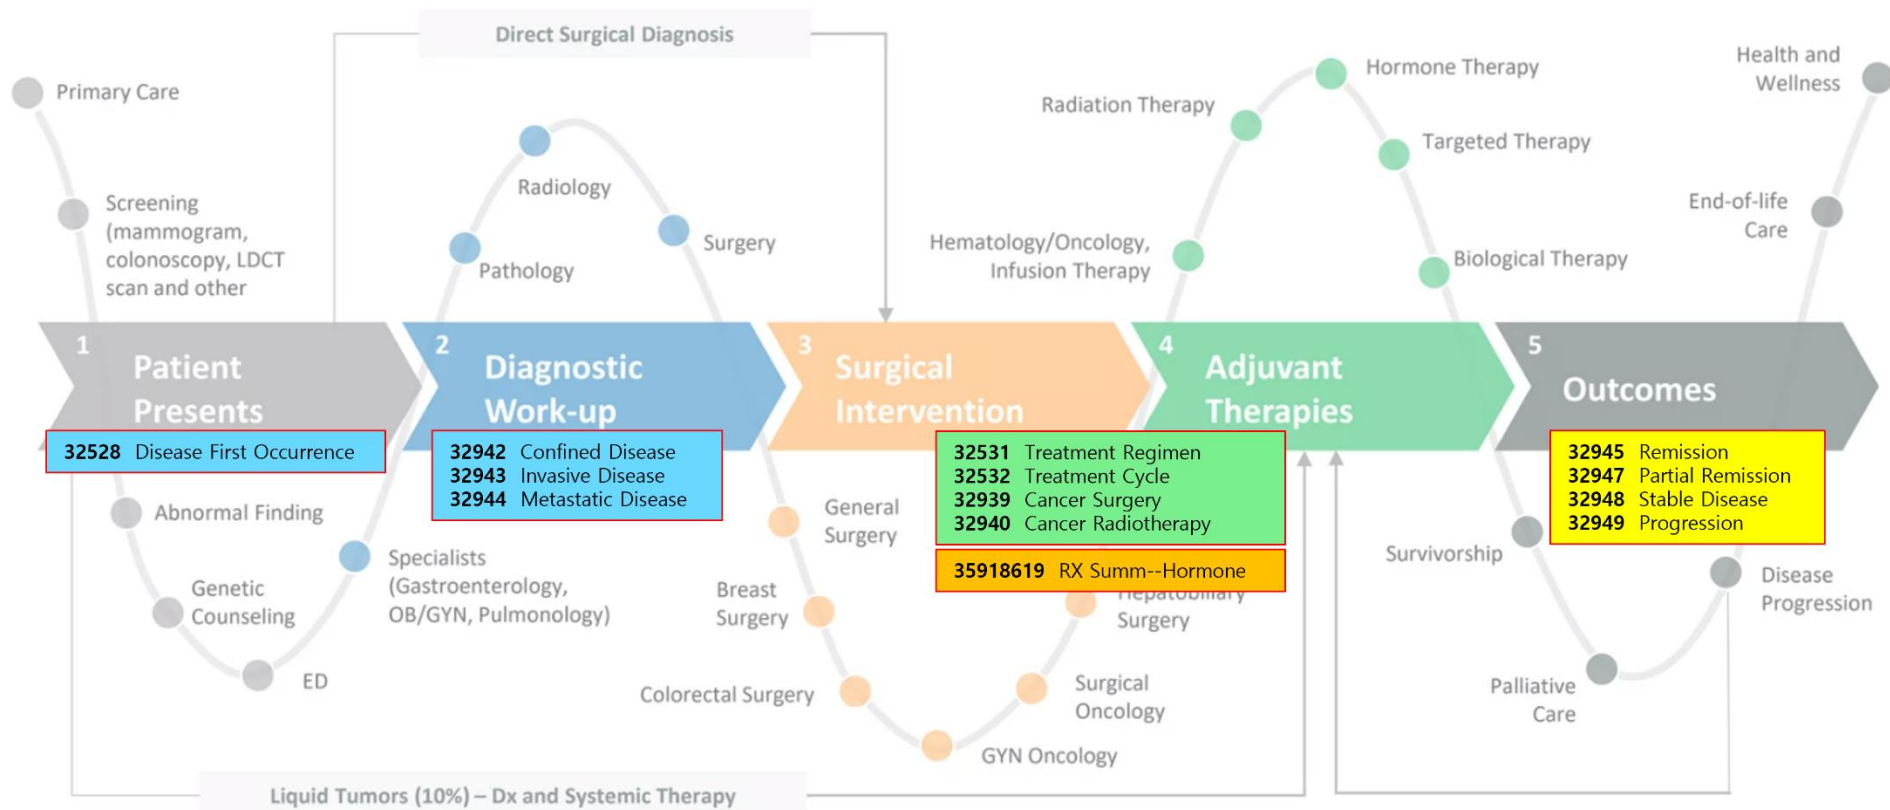 Direct Surgical Diagnosis
Primary Care
Screening
(mammogram,
colonoscopy, LDCT
scan and other
Radiology
Pathology
Surgery
Radiation Therapy
Hormone Therapy
Targeted Therapy
Hematology/Oncology,
Infusion Therapy
Biological Therapy
Health and
Wellness
End-of-life
Care
1
Patient
Presents
2
Diagnostic
Work-up
3
Surgical
Intervention
4
Adjuvant
Therapies
5
Outcomes
32528 Disease First Occurrence
32942 Confined Disease
32943 Invasive Disease
32944 Metastatic Disease
32531 Treatment Regimen
32532 Treatment Cycle
32939 Cancer Surgery
32940 Cancer Radiotherapy
35918619 RX Summ--Hormone
32945 Remission
32947 Partial Remission
32948 Stable Disease
32949 Progression
Abnormal Finding
Genetic
Counseling
ED
Specialists
(Gastroenterology,
OB/GYN, Pulmonology)
General
Surgery
Breast
Surgery
Colorectal Surgery
GYN Oncology
Surgical
Oncology
Hepatobiliary
Surgery
Survivorship
Palliative
Care
Disease
Progression
Liquid Tumors (10%) – Dx and Systemic Therapy